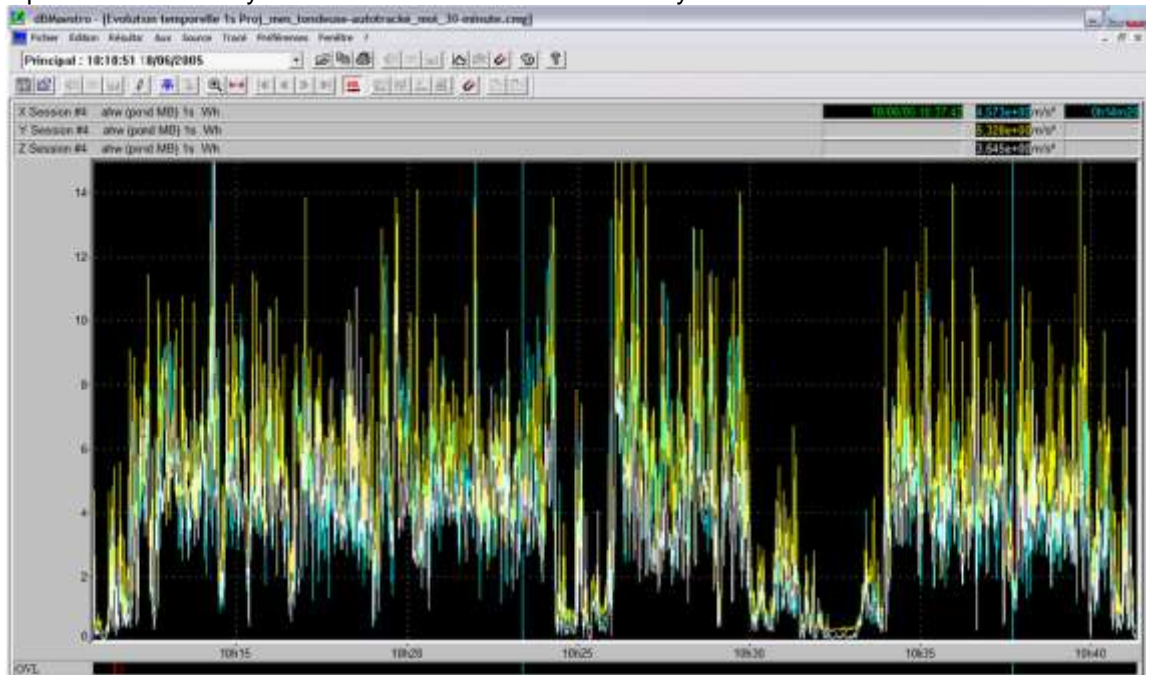 dBMaestro - [Evolution temporelle 1s Proj_mes_tondeuse-autotracké_mot_30-minute.cmg]
Fichier Edition Résultat Aux Source Tracé Préférences Fenêtre ?
Principal : 10:10:51 18/06/2005
X Session #4 ahw (pond MB) 1s Wh m/s²
Y Session #4 ahw (pond MB) 1s Wh m/s²
Z Session #4 ahw (pond MB) 1s Wh m/s²
14
12
10
8
6
4
2
0
10h15 10h20 10h25 10h30 10h35 10h40
OVL